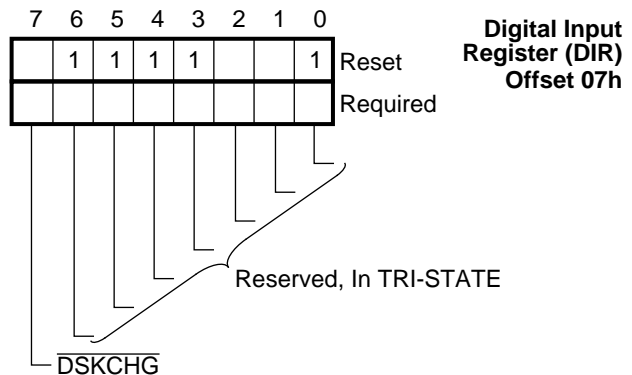 7 6 5 4 3 2 1 0
Digital Input
Register (DIR)
Offset 07h
1 1 1 1 1 Reset
Required
Reserved, In TRI-STATE
DSKCHG